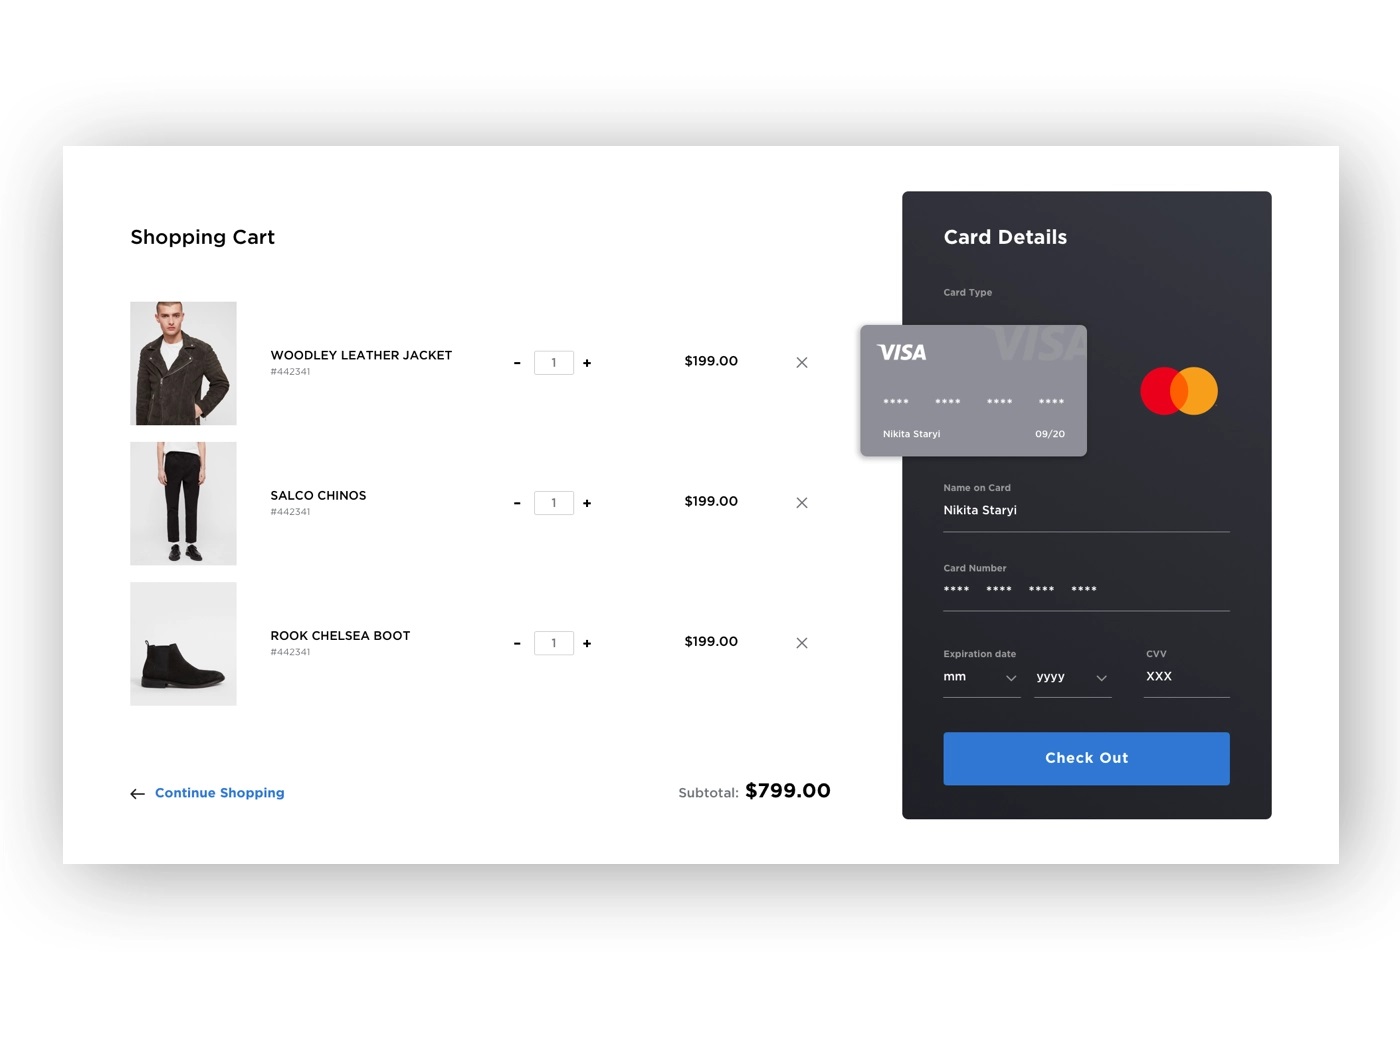 Shopping Cart
WOODLEY LEATHER JACKET
#442341
- 1 +
$199.00
SALCO CHINOS
#442341
- 1 +
$199.00
ROOK CHELSEA BOOT
#442341
- 1 +
$199.00
Continue Shopping
Subtotal: $799.00
Card Details
Card Type
VISA
VISA
**** **** **** ****
Nikita Staryi 09/20
Name on Card
Nikita Staryi
Card Number
**** **** **** ****
Expiration date CVV
mm yyyy XXX
Check Out